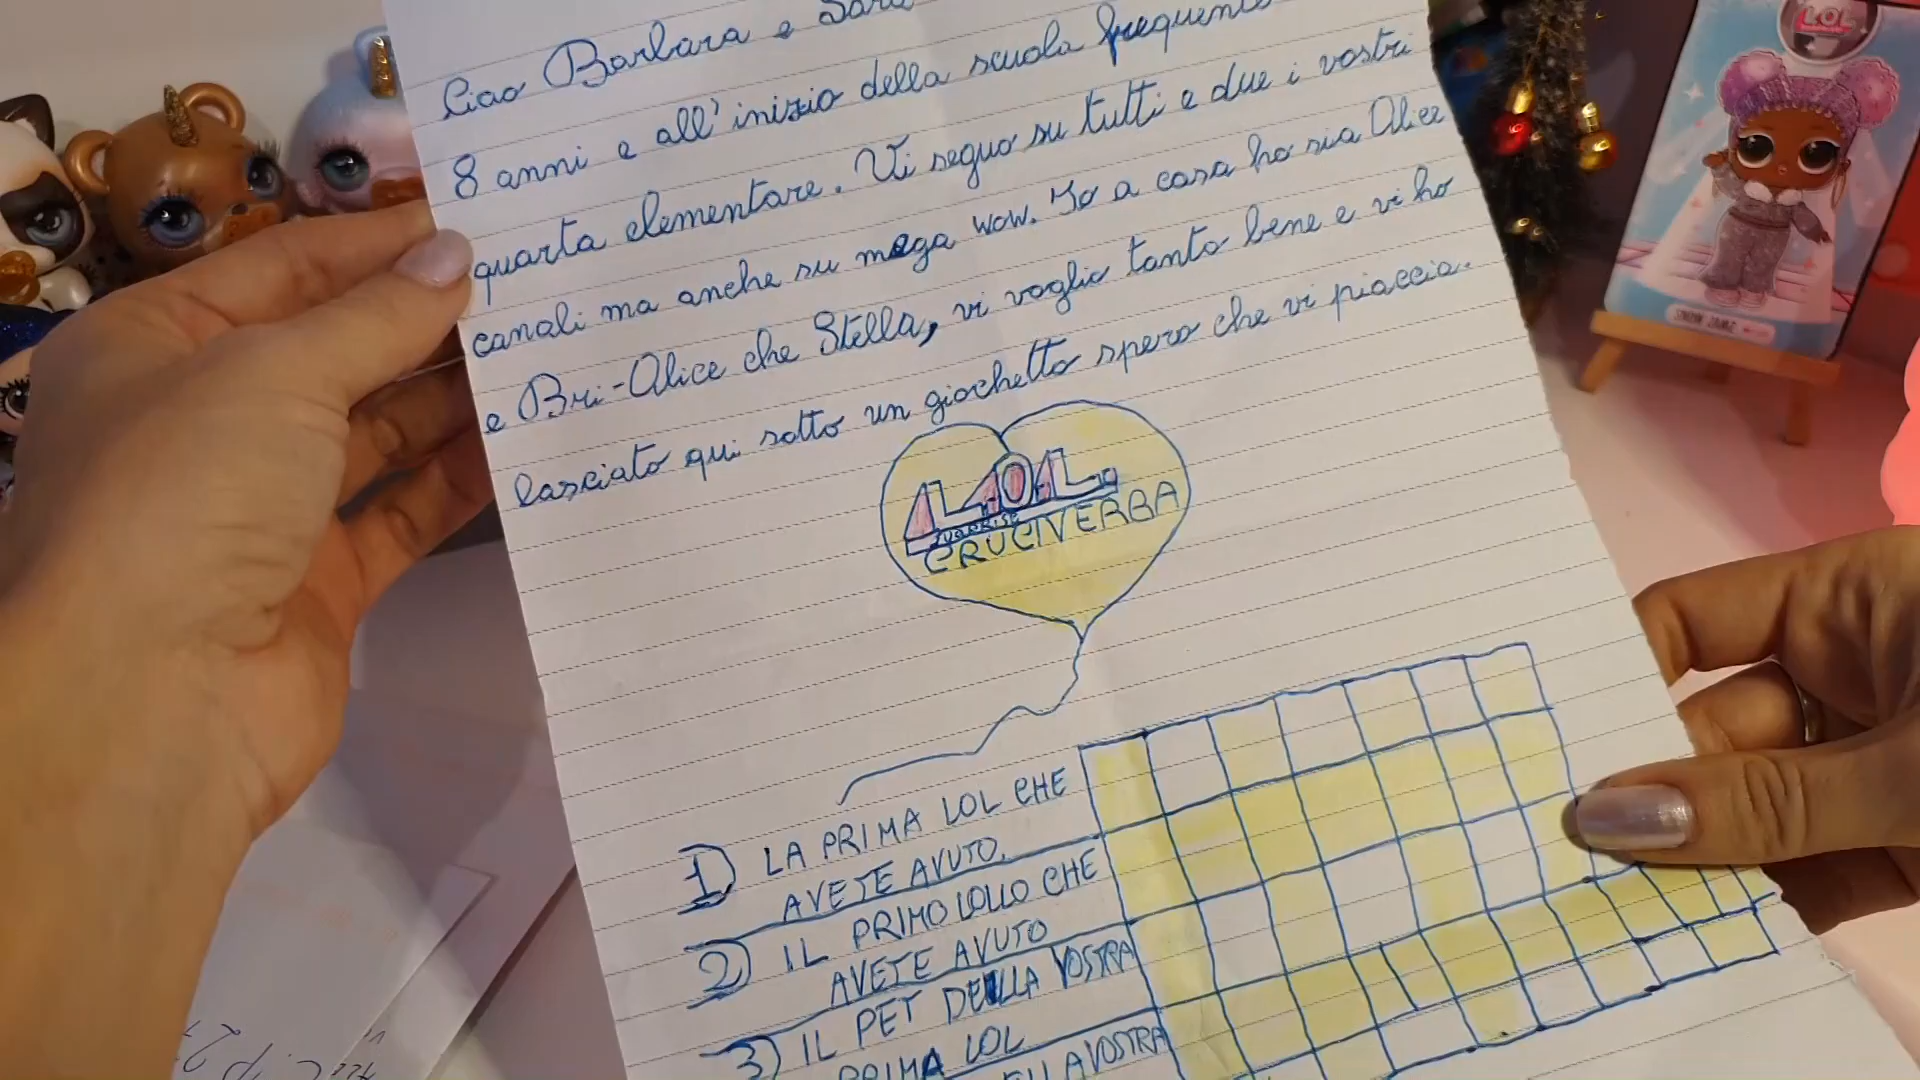 Ciao Barbara e
8 anni e all'inizio della scuola
quarta elementare. Vi seguo su tutti e due i vostri
canali ma anche su mega wow. Io a casa ho sia Alice
e Bri-Alice che Stella, vi voglio tanto bene e vi ho
lasciato qui sotto un giochetto spero che vi piaccia.
L.O.L.
SURPRISE
CRUCIVERBA
1) LA PRIMA LOL CHE
AVETE AVUTO.
2) IL PRIMO LOLLO CHE
AVETE AVUTO
3) IL PET DELLA VOSTRA
PRIMA LOL
VOSTRA
LOL